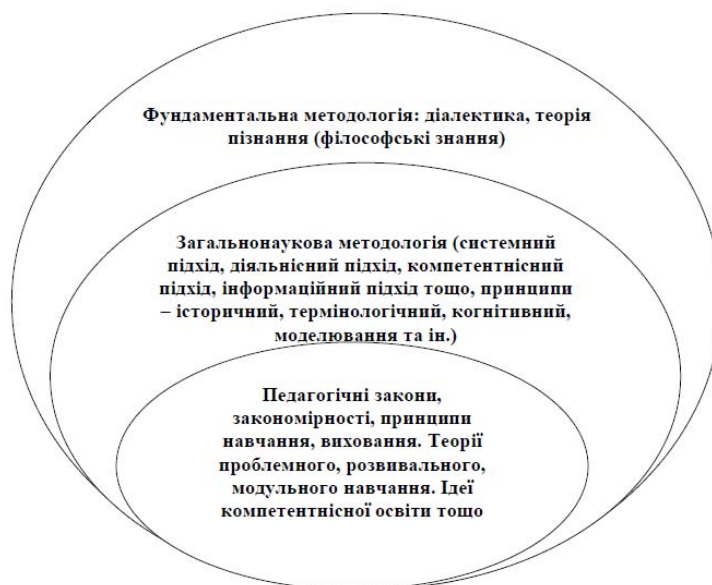 Фундаментальна методологія: діалектика, теорія
пізнання (філософські знання)
Загальнонаукова методологія (системний
підхід, діяльнісний підхід, компетентнісний
підхід, інформаційний підхід тощо, принципи
– історичний, термінологічний, когнітивний,
моделювання та ін.)
Педагогічні закони,
закономірності, принципи
навчання, виховання. Теорії
проблемного, розвивального,
модульного навчання. Ідеї
компетентнісної освіти тощо